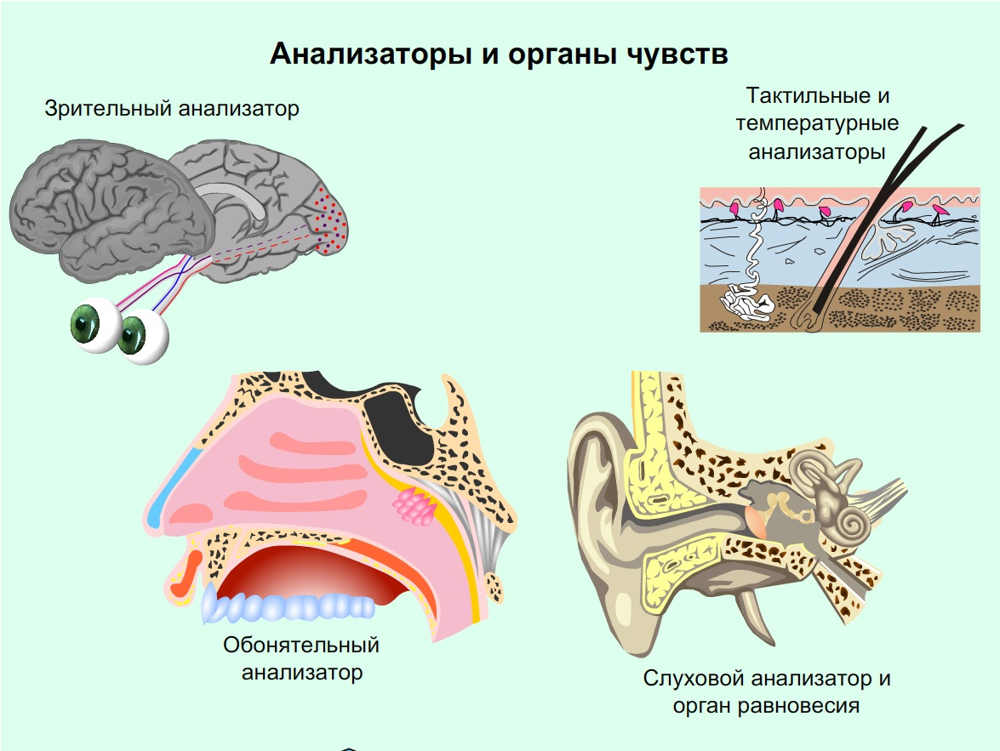 Анализаторы и органы чувств
Зрительный анализатор
Тактильные и
температурные
анализаторы
Обонятельный
анализатор
Слуховой анализатор и
орган равновесия